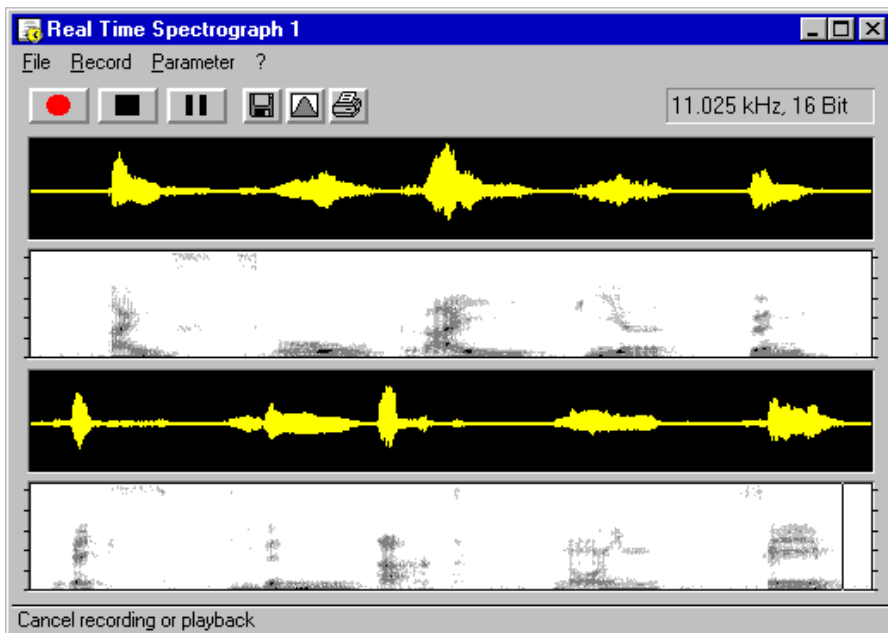 Real Time Spectrograph 1
File Record Parameter ?
11.025 kHz, 16 Bit
Cancel recording or playback